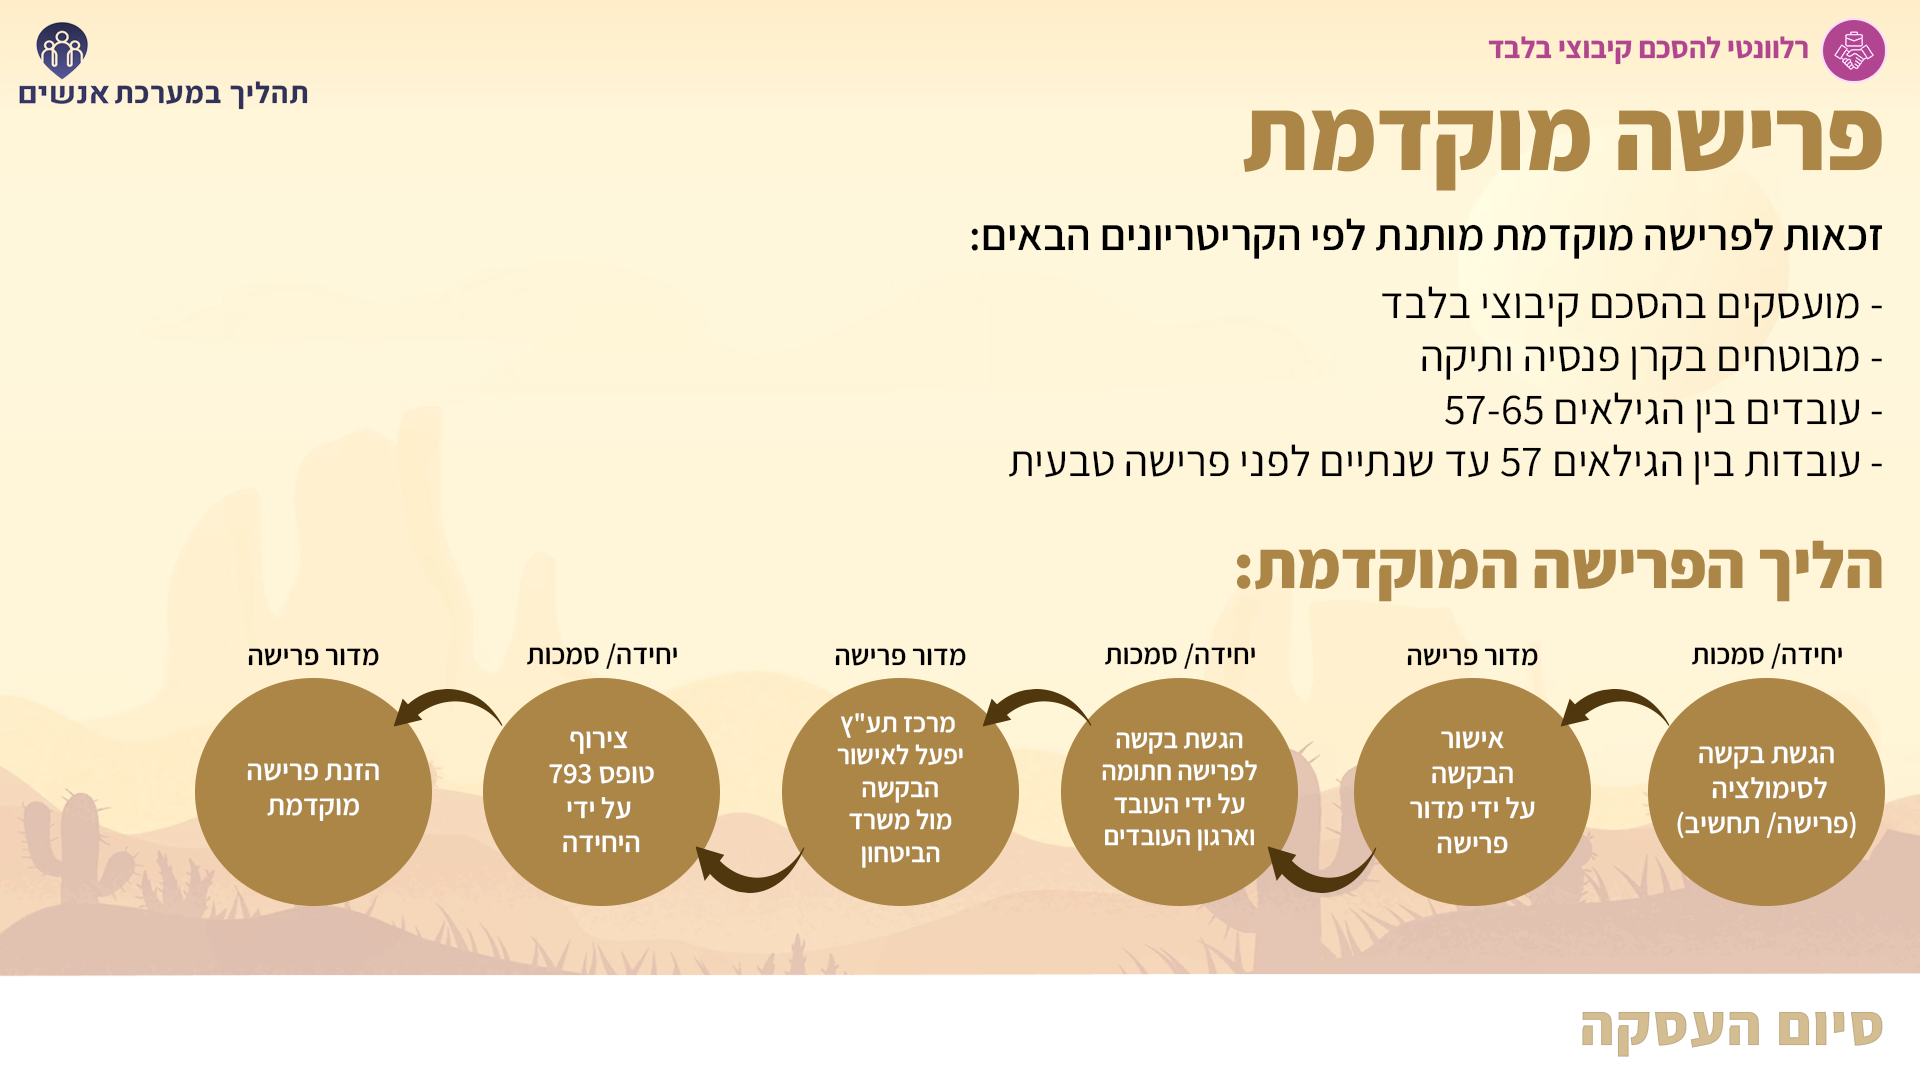 רלוונטי להסכם קיבוצי בלבד
תהליך במערכת אנשים
פרישה מוקדמת
זכאות לפרישה מוקדמת מותנת לפי הקריטריונים הבאים:
- מועסקים בהסכם קיבוצי בלבד
- מבוטחים בקרן פנסיה ותיקה
- עובדים בין הגילאים 57-65
- עובדות בין הגילאים 57 עד שנתיים לפני פרישה טבעית
הליך הפרישה המוקדמת:
יחידה/ סמכות
הגשת בקשה
לסימולציה
(פרישה/ תחשיב)
מדור פרישה
אישור
הבקשה
על ידי מדור
פרישה
יחידה/ סמכות
הגשת בקשה
לפרישה חתומה
על ידי העובד
וארגון העובדים
מדור פרישה
מרכז תע"ץ
יפעל לאישור
הבקשה
מול משרד
הביטחון
יחידה/ סמכות
צירוף
טופס 793
על ידי
היחידה
מדור פרישה
הזנת פרישה
מוקדמת
סיום העסקה